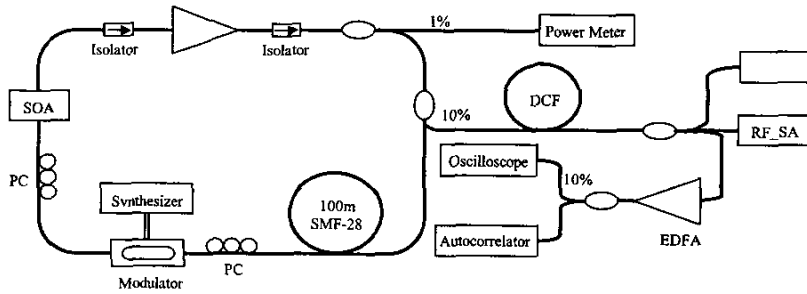 Isolator
Isolator
1%
Power Meter
SOA
DCF
10%
RF_SA
PC
Oscilloscope
10%
Synthesizer
100m
SMF-28
Autocorrelator
EDFA
PC
Modulator